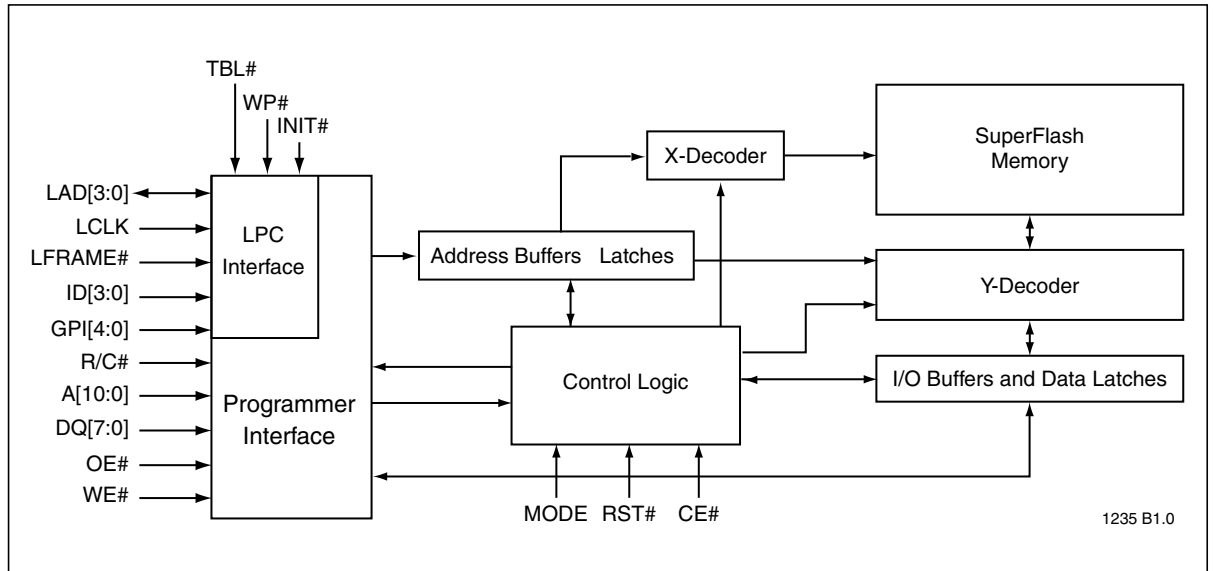 TBL#
WP#
INIT#
LAD[3:0]
LCLK
LFRAME#
ID[3:0]
GPI[4:0]
R/C#
A[10:0]
DQ[7:0]
OE#
WE#
LPC
Interface
Programmer
Interface
Address Buffers Latches
X-Decoder
SuperFlash
Memory
Y-Decoder
Control Logic
I/O Buffers and Data Latches
MODE RST# CE#
1235 B1.0